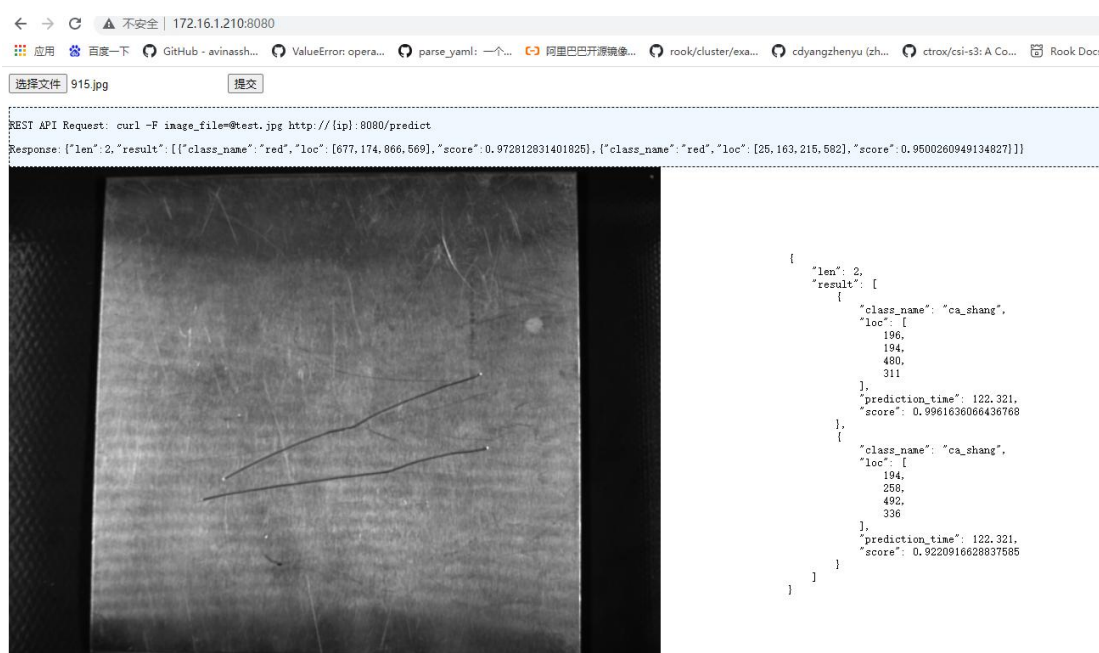 不安全 172.16.1.210:8080
应用 百度一下 GitHub - avinassh... ValueError: opera... parse_yaml: 一个... 阿里巴巴开源镜像... rook/cluster/exa... cdyangzhenyu (zh... ctrox/csi-s3: A Co... Rook Docs
选择文件 915.jpg 提交
REST API Request: curl -F image_file=@test.jpg http://{ip}:8080/predict
Response:{"len":2,"result":[{"class_name":"red","loc":[677,174,866,569],"score":0.972812831401825},{"class_name":"red","loc":[25,163,215,582],"score":0.9500260949134827}]}
{
"len": 2,
"result": [
{
"class_name": "ca_shang",
"loc": [
196,
194,
480,
311
],
"prediction_time": 122.321,
"score": 0.9961636066436768
},
{
"class_name": "ca_shang",
"loc": [
194,
258,
492,
336
],
"prediction_time": 122.321,
"score": 0.9220916628837585
}
]
}